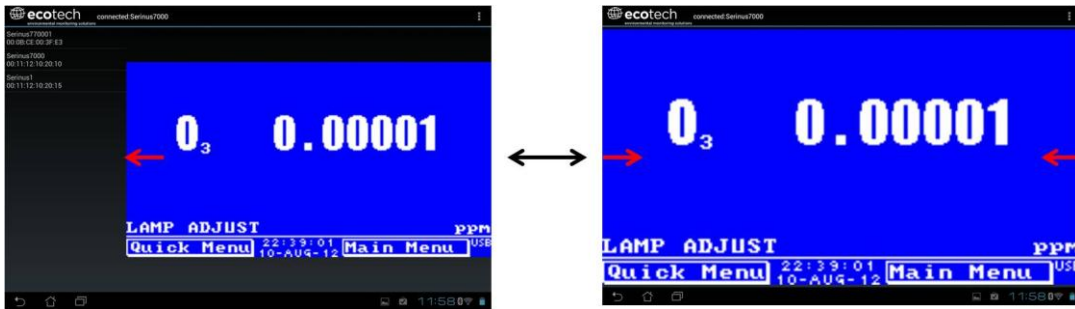 ecotech connected:Serinus7000
environmental monitoring solutions
Serinus770001
00:0B:CE:00:3F:E3
Serinus7000
00:11:12:10:20:10
Serinus1
00:11:12:10:20:15
O3 0.00001
LAMP ADJUST ppm
Quick Menu 22:39:01 Main Menu USB
10-AUG-12
11:58
ecotech connected:Serinus7000
environmental monitoring solutions
O3 0.00001
LAMP ADJUST ppm
Quick Menu 22:39:01 Main Menu
10-AUG-12
11:58